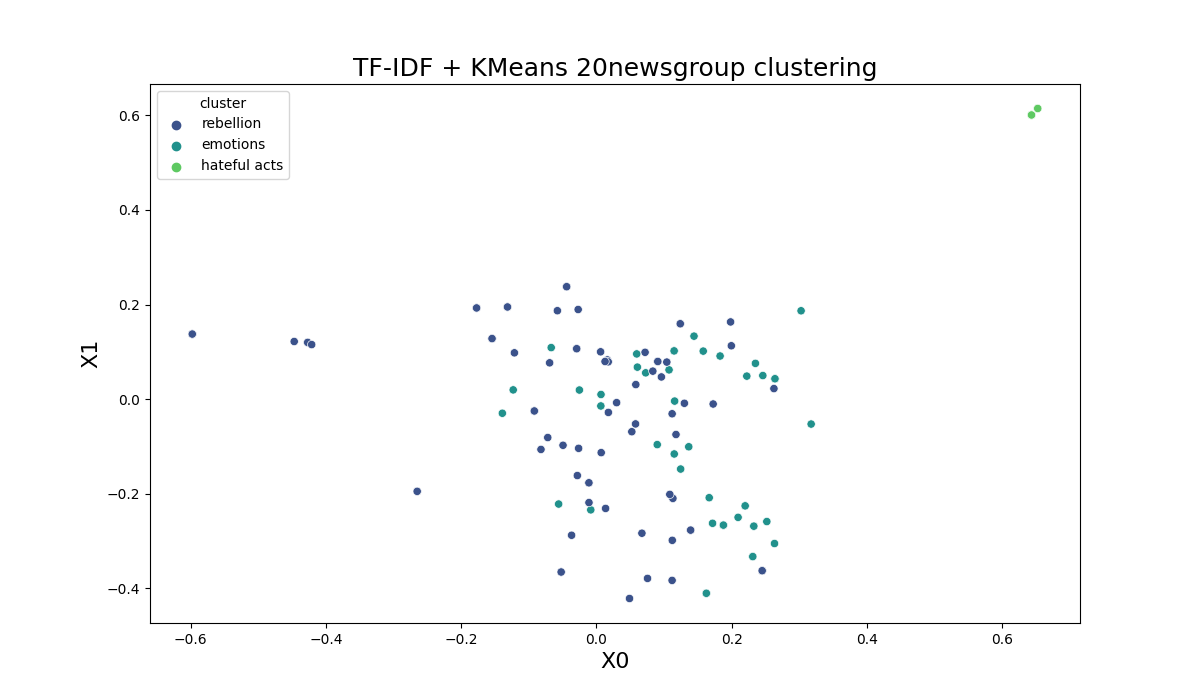 TF-IDF + KMeans 20newsgroup clustering
cluster
rebellion
emotions
hateful acts
0.6
0.4
0.2
0.0
−0.2
−0.4
X1
−0.6 −0.4 −0.2 0.0 0.2 0.4 0.6
X0